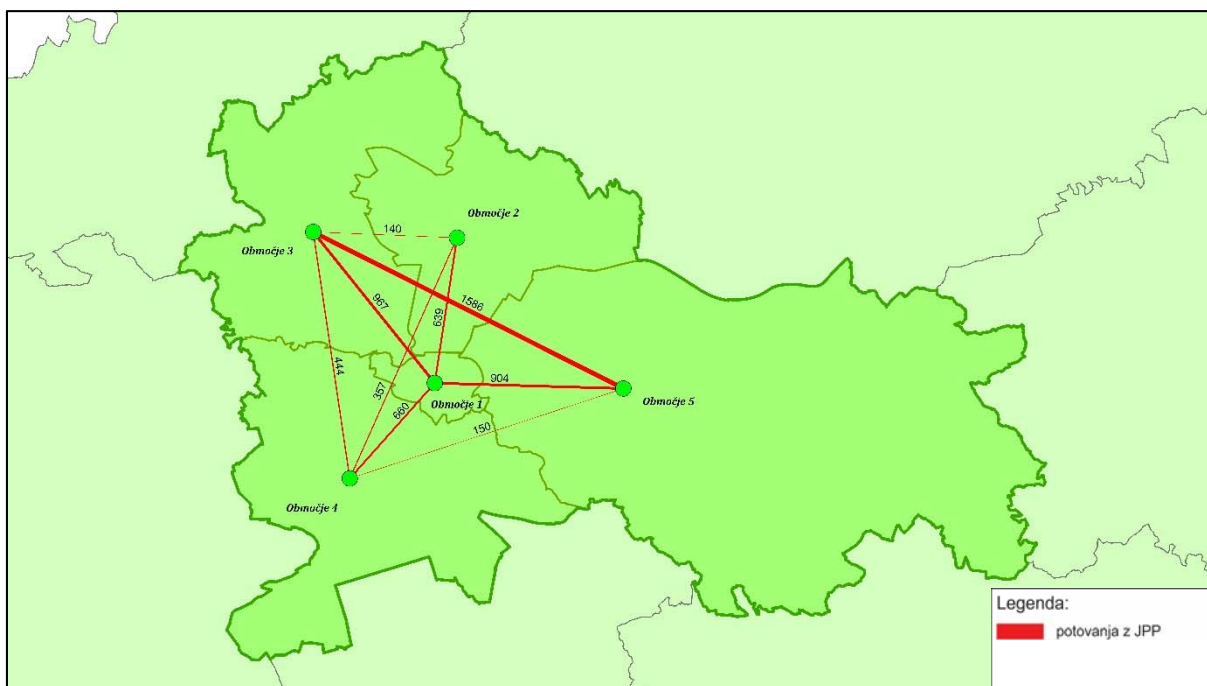 Območje 2
140
Območje 3
1586
967
639
444
357
904
Območje 1
Območje 5
660
150
Območje 4
Legenda:
potovanja z JPP